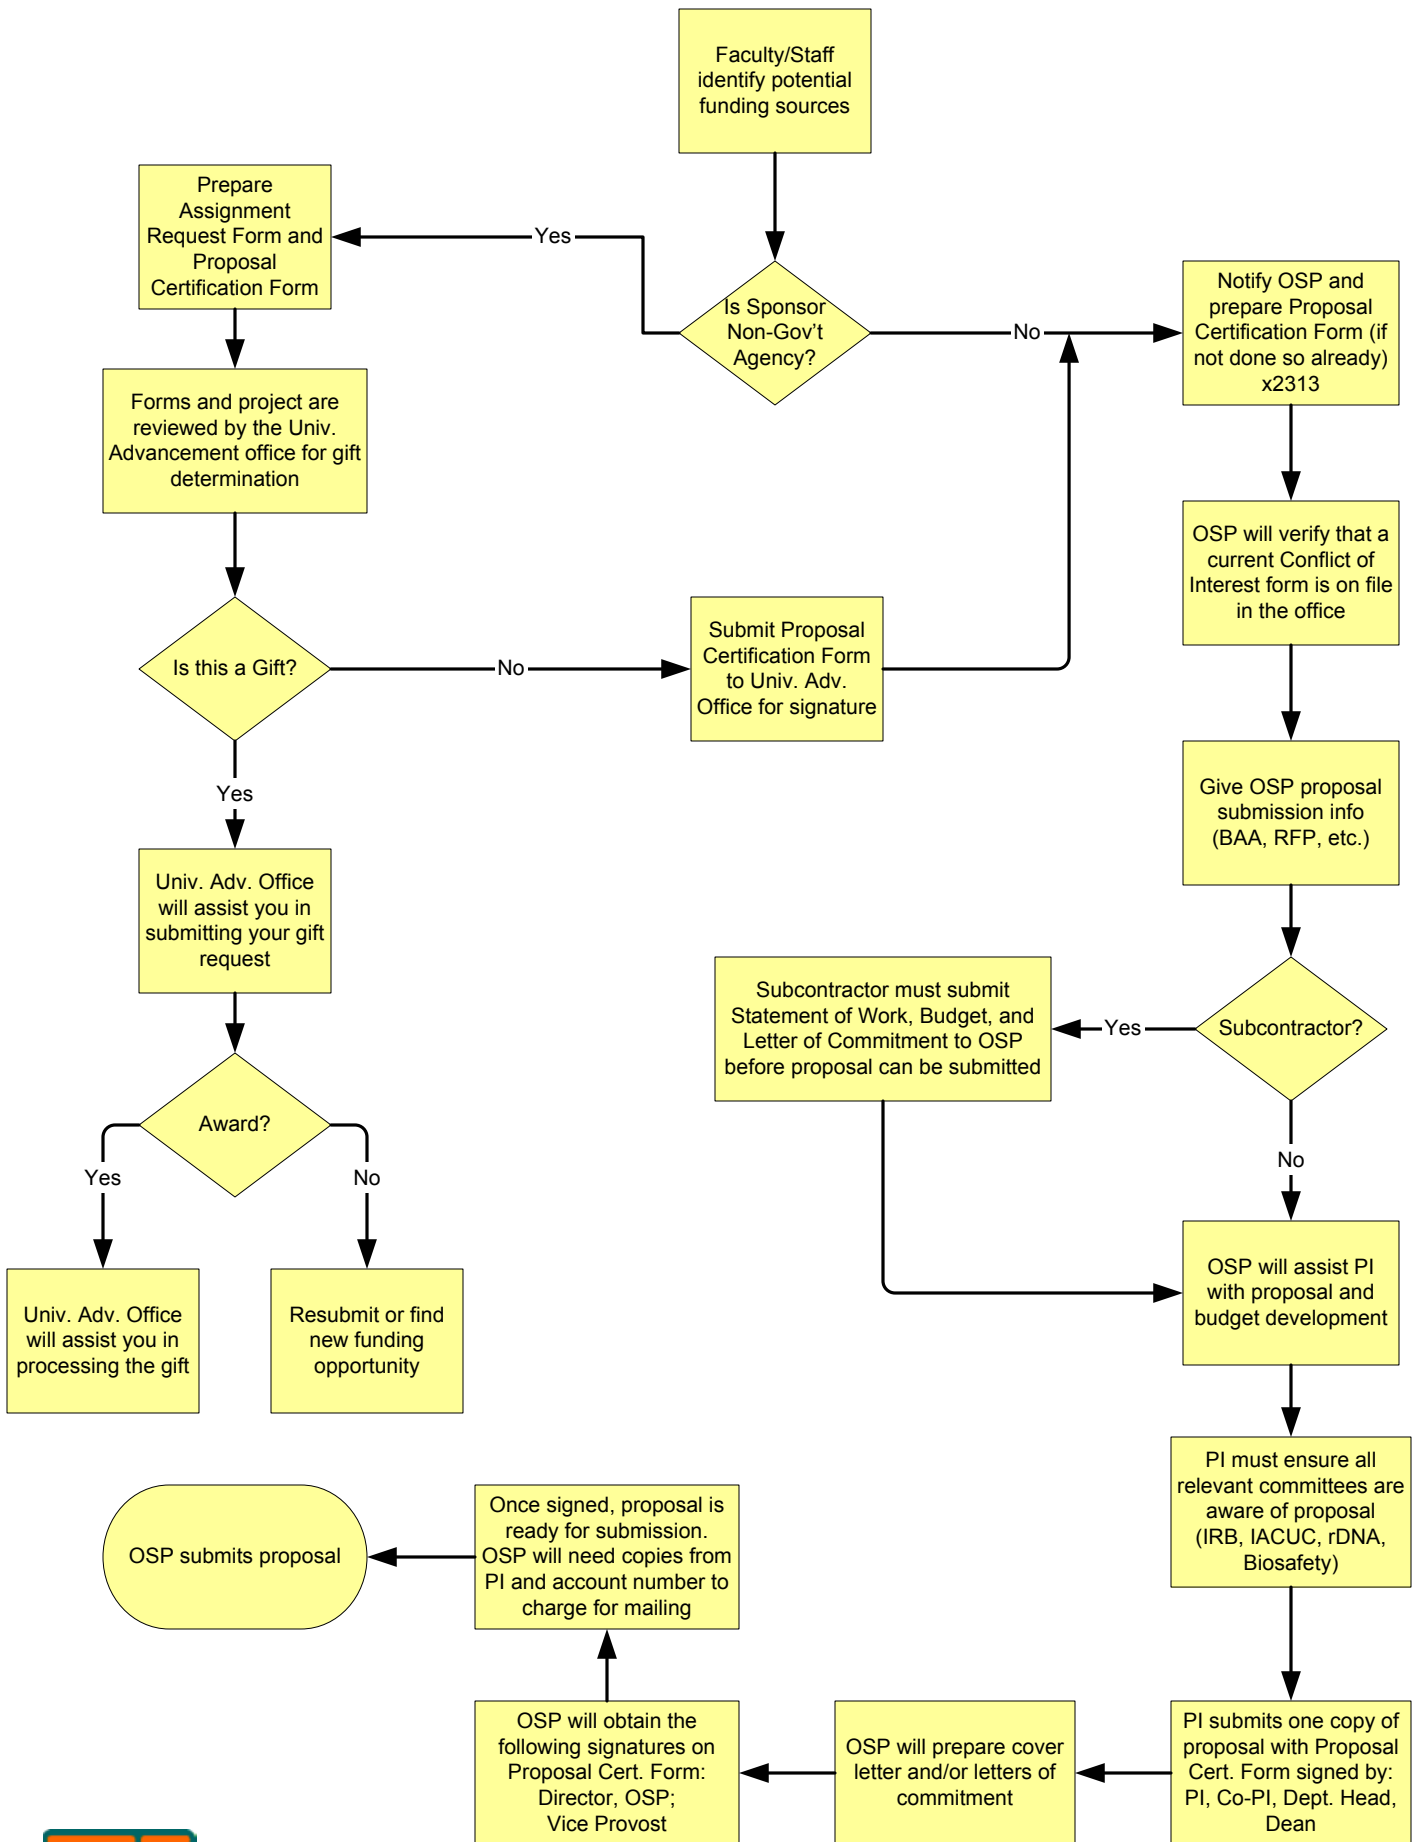 Faculty/Staff
identify potential
funding sources
Is Sponsor
Non-Gov't
Agency?
Yes
No
Prepare
Assignment
Request Form and
Proposal
Certification Form
Forms and project are
reviewed by the Univ.
Advancement office for gift
determination
Is this a Gift?
No
Submit Proposal
Certification Form
to Univ. Adv.
Office for signature
Yes
Univ. Adv. Office
will assist you in
submitting your gift
request
Award?
Yes
No
Univ. Adv. Office
will assist you in
processing the gift
Resubmit or find
new funding
opportunity
Notify OSP and
prepare Proposal
Certification Form (if
not done so already)
x2313
OSP will verify that a
current Conflict of
Interest form is on file
in the office
Give OSP proposal
submission info
(BAA, RFP, etc.)
Subcontractor?
Yes
Subcontractor must submit
Statement of Work, Budget, and
Letter of Commitment to OSP
before proposal can be submitted
No
OSP will assist PI
with proposal and
budget development
PI must ensure all
relevant committees are
aware of proposal
(IRB, IACUC, rDNA,
Biosafety)
PI submits one copy of
proposal with Proposal
Cert. Form signed by:
PI, Co-PI, Dept. Head,
Dean
OSP will prepare cover
letter and/or letters of
commitment
OSP will obtain the
following signatures on
Proposal Cert. Form:
Director, OSP;
Vice Provost
Once signed, proposal is
ready for submission.
OSP will need copies from
PI and account number to
charge for mailing
OSP submits proposal